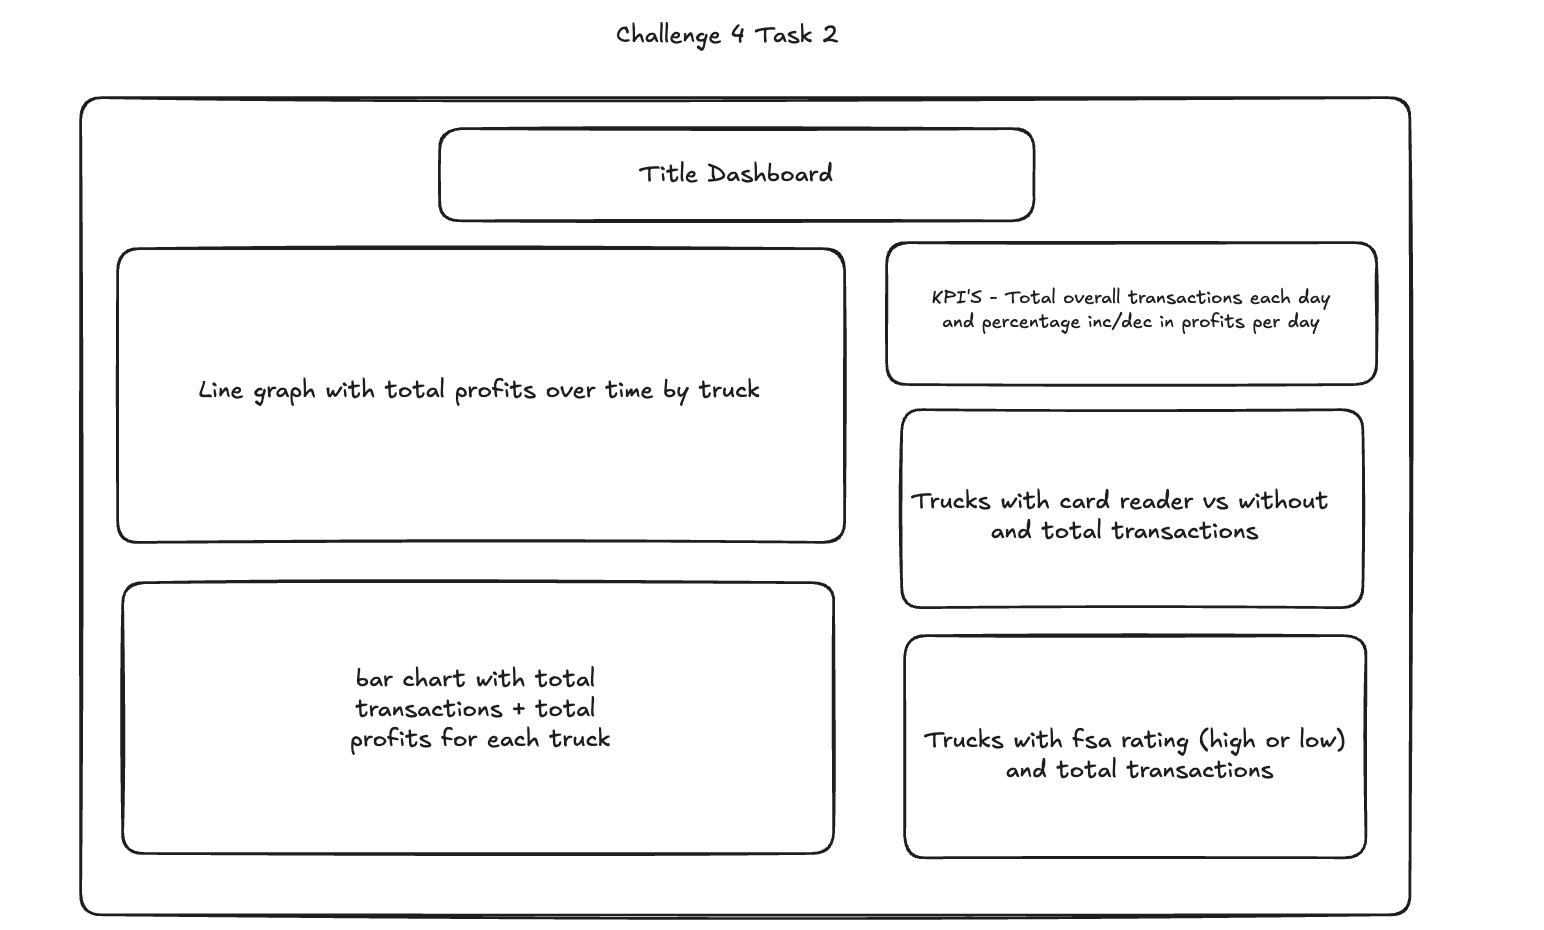 Challenge 4 Task 2
Title Dashboard
Line graph with total profits over time by truck
KPI'S - Total overall transactions each day
and percentage inc/dec in profits per day
Trucks with card reader vs without
and total transactions
bar chart with total
transactions + total
profits for each truck
Trucks with fsa rating (high or low)
and total transactions